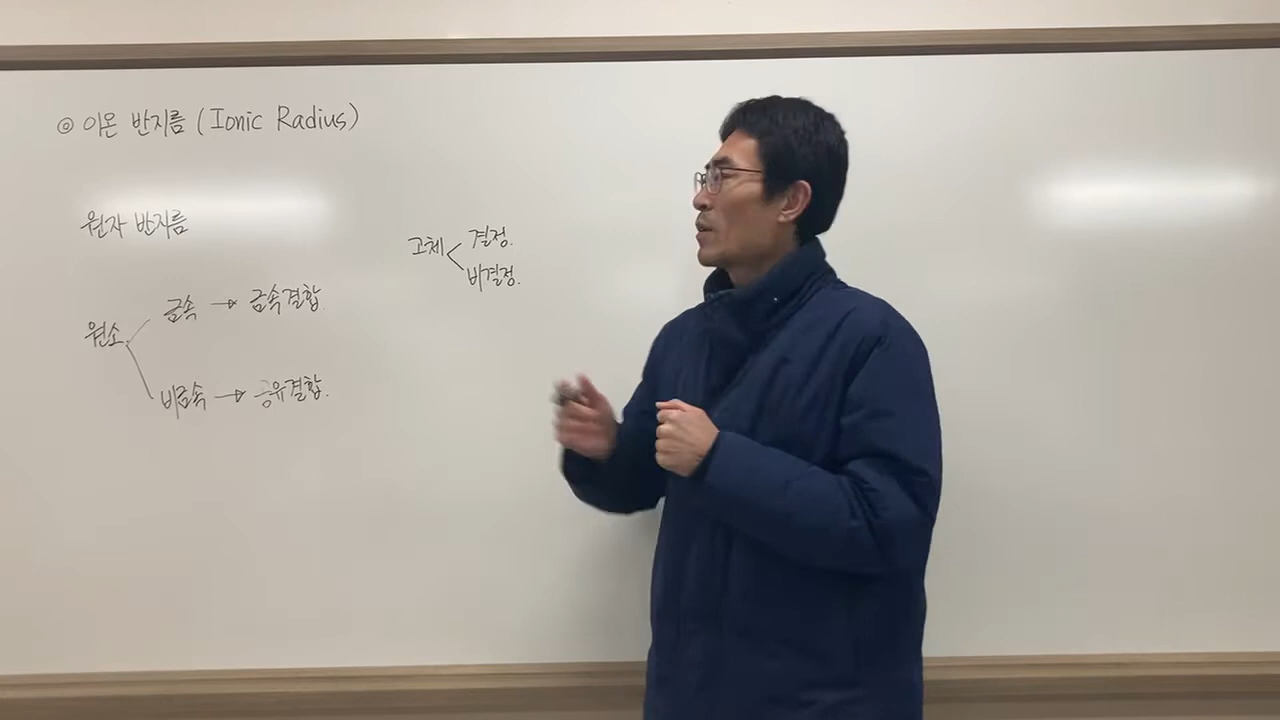 ◎ 이온 반지름 (Ionic Radius)
원자 반지름
원소 금속 → 금속결합.
비금속 → 공유결합.
고체 < 결정.
비결정.